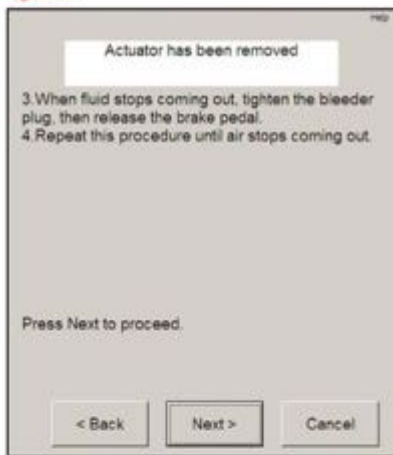 Help
Actuator has been removed
3.When fluid stops coming out, tighten the bleeder
plug, then release the brake pedal.
4.Repeat this procedure until air stops coming out.
Press Next to proceed.
< Back
Next >
Cancel